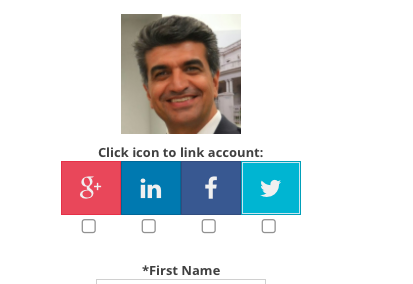 Click icon to link account:
g+ in f
*First Name